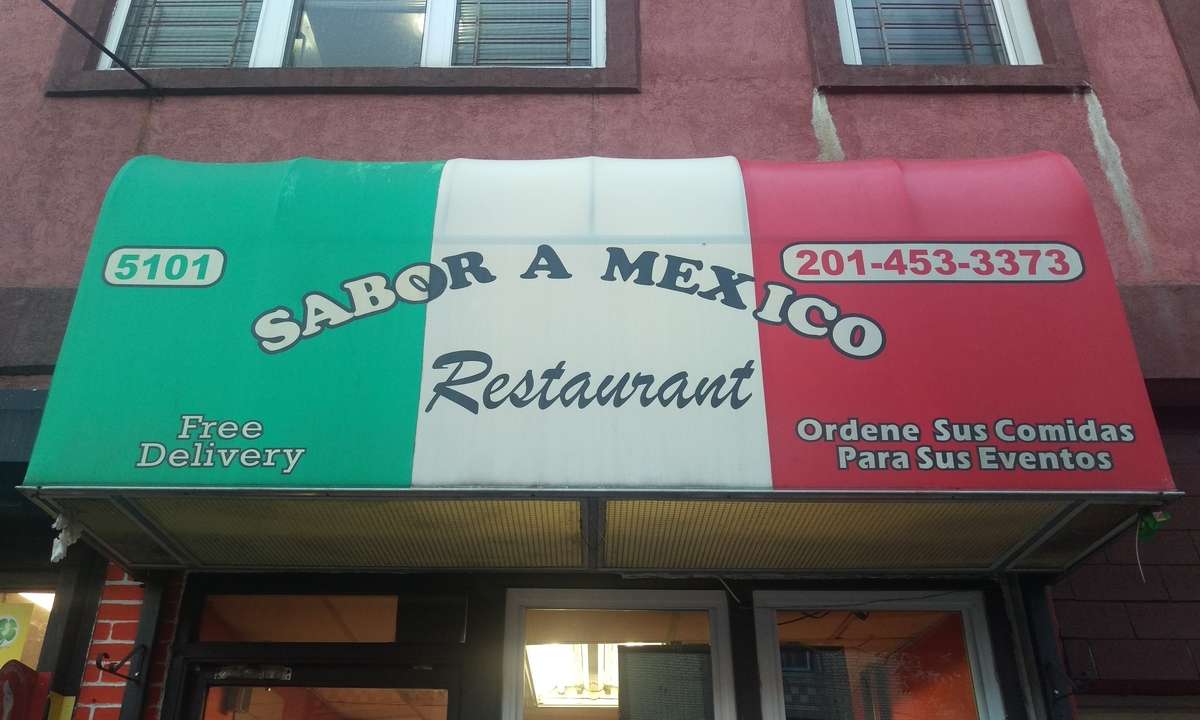 5101
201-453-3373
SABOR A MEXICO
Restaurant
Free
Delivery
Ordene Sus Comidas
Para Sus Eventos